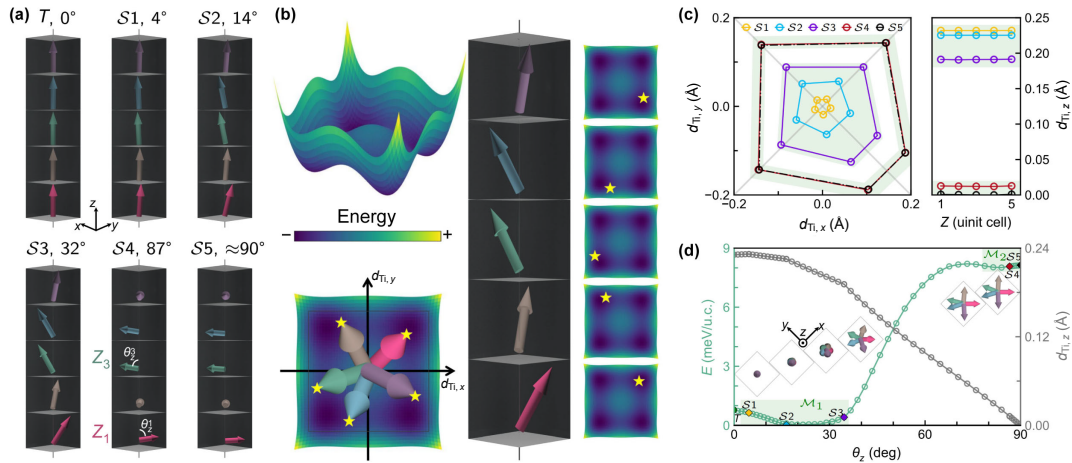 (a)
T, 0°
S1, 4°
S2, 14°
z
x
y
S3, 32°
S4, 87°
S5, ≈90°
Z3
θz3
Z1
θz1
(b)
Energy
− +
dTi, y
dTi, x
(c)
S1 S2 S3 S4 S5
0.2
0.0
−0.2
−0.2 0.0 0.2
dTi, y (Å)
dTi, x (Å)
0.25
0.20
0.15
0.10
0.05
0.00
dTi, z (Å)
1 5
Z (uinit cell)
(d)
9
6
3
0
E (meV/u.c.)
0.24
0.12
0.00
dTi, z (Å)
M2
S5
S4
y z x
M1
T
S1
S2
S3
0 30 60 90
θz (deg)